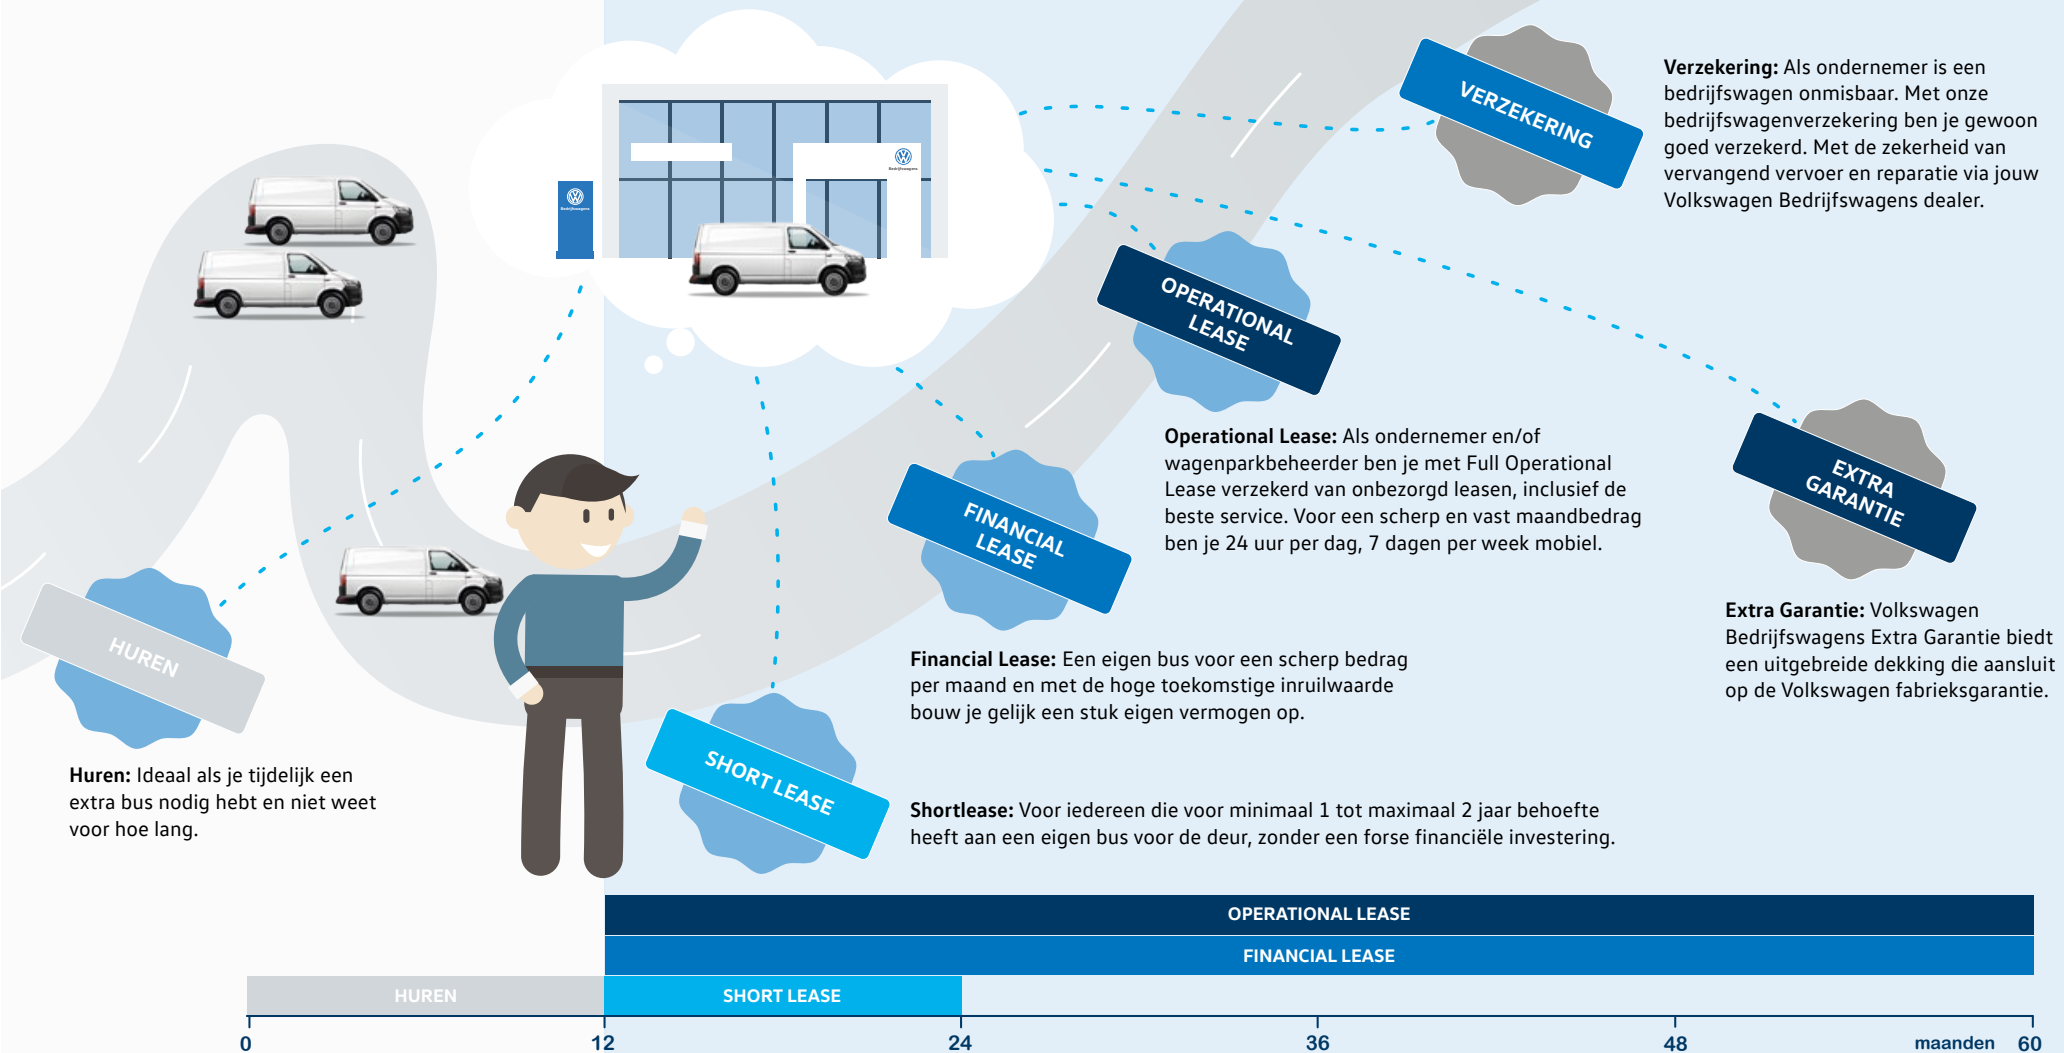 Bedrijfswagens
Bedrijfswagens
VERZEKERING
Verzekering: Als ondernemer is een
bedrijfswagen onmisbaar. Met onze
bedrijfswagenverzekering ben je gewoon
goed verzekerd. Met de zekerheid van
vervangend vervoer en reparatie via jouw
Volkswagen Bedrijfswagens dealer.
OPERATIONAL
LEASE
Operational Lease: Als ondernemer en/of
wagenparkbeheerder ben je met Full Operational
Lease verzekerd van onbezorgd leasen, inclusief de
beste service. Voor een scherp en vast maandbedrag
ben je 24 uur per dag, 7 dagen per week mobiel.
EXTRA
GARANTIE
Extra Garantie: Volkswagen
Bedrijfswagens Extra Garantie biedt
een uitgebreide dekking die aansluit
op de Volkswagen fabrieksgarantie.
FINANCIAL
LEASE
Financial Lease: Een eigen bus voor een scherp bedrag
per maand en met de hoge toekomstige inruilwaarde
bouw je gelijk een stuk eigen vermogen op.
HUREN
Huren: Ideaal als je tijdelijk een
extra bus nodig hebt en niet weet
voor hoe lang.
SHORT LEASE
Shortlease: Voor iedereen die voor minimaal 1 tot maximaal 2 jaar behoefte
heeft aan een eigen bus voor de deur, zonder een forse financiële investering.
OPERATIONAL LEASE
FINANCIAL LEASE
HUREN SHORT LEASE
0 12 24 36 48 maanden 60